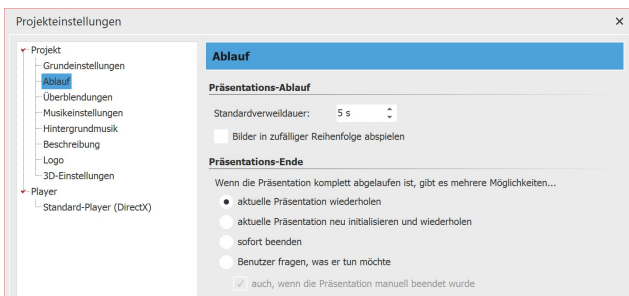 Projekteinstellungen
Projekt
Grundeinstellungen
Ablauf
Überblendungen
Musikeinstellungen
Hintergrundmusik
Beschreibung
Logo
3D-Einstellungen
Player
Standard-Player (DirectX)
Ablauf
Präsentations-Ablauf
Standardverweildauer: 5 s
Bilder in zufälliger Reihenfolge abspielen
Präsentations-Ende
Wenn die Präsentation komplett abgelaufen ist, gibt es mehrere Möglichkeiten...
aktuelle Präsentation wiederholen
aktuelle Präsentation neu initialisieren und wiederholen
sofort beenden
Benutzer fragen, was er tun möchte
auch, wenn die Präsentation manuell beendet wurde